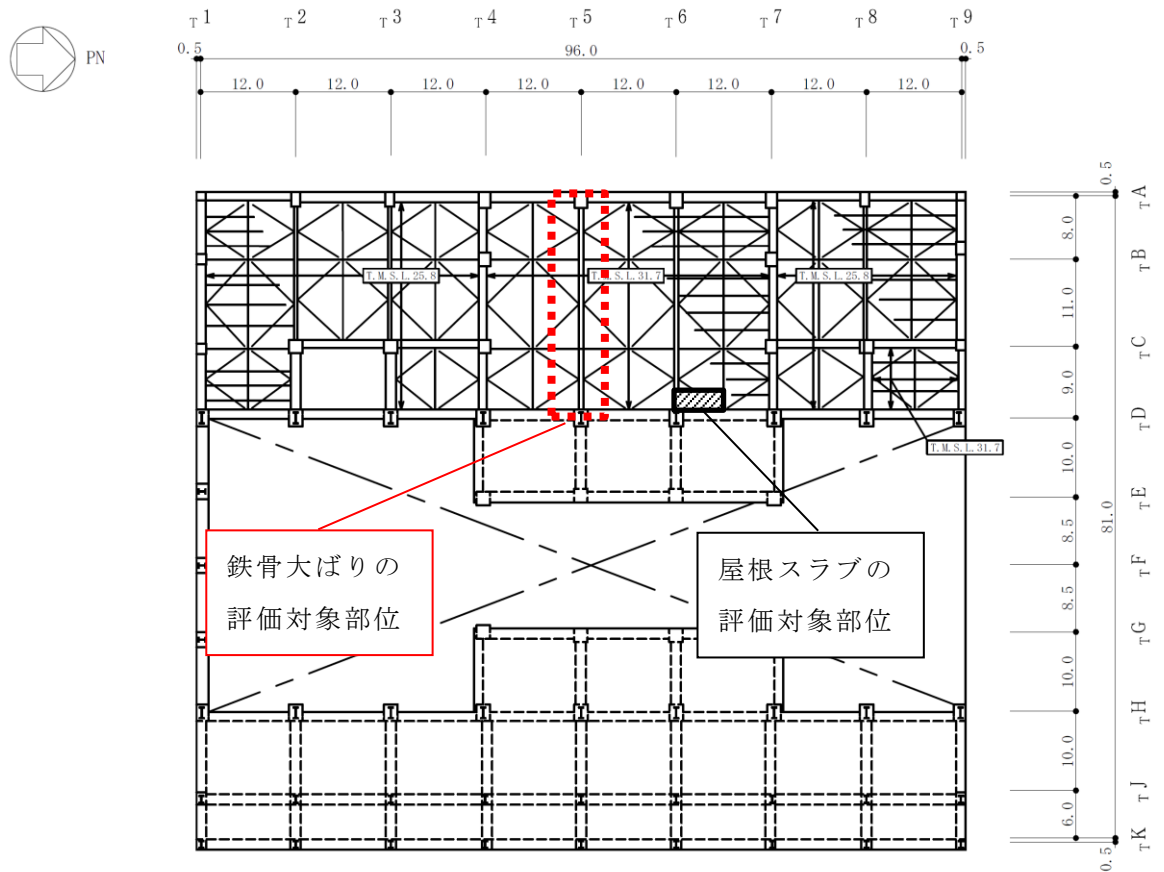 T1 T2 T3 T4 T5 T6 T7 T8 T9
PN
0.5 96.0 0.5
12.0 12.0 12.0 12.0 12.0 12.0 12.0 12.0
0.5
TA
8.0
TB
T.M.S.L.25.8 T.M.S.L.31.7 T.M.S.L.25.8
11.0
TC
9.0
TD
T.M.S.L.31.7
10.0
TE
8.5
81.0
鉄骨大ばりの
評価対象部位
屋根スラブの
評価対象部位
TF
8.5
TG
10.0
TH
10.0
TJ
6.0
TK
0.5